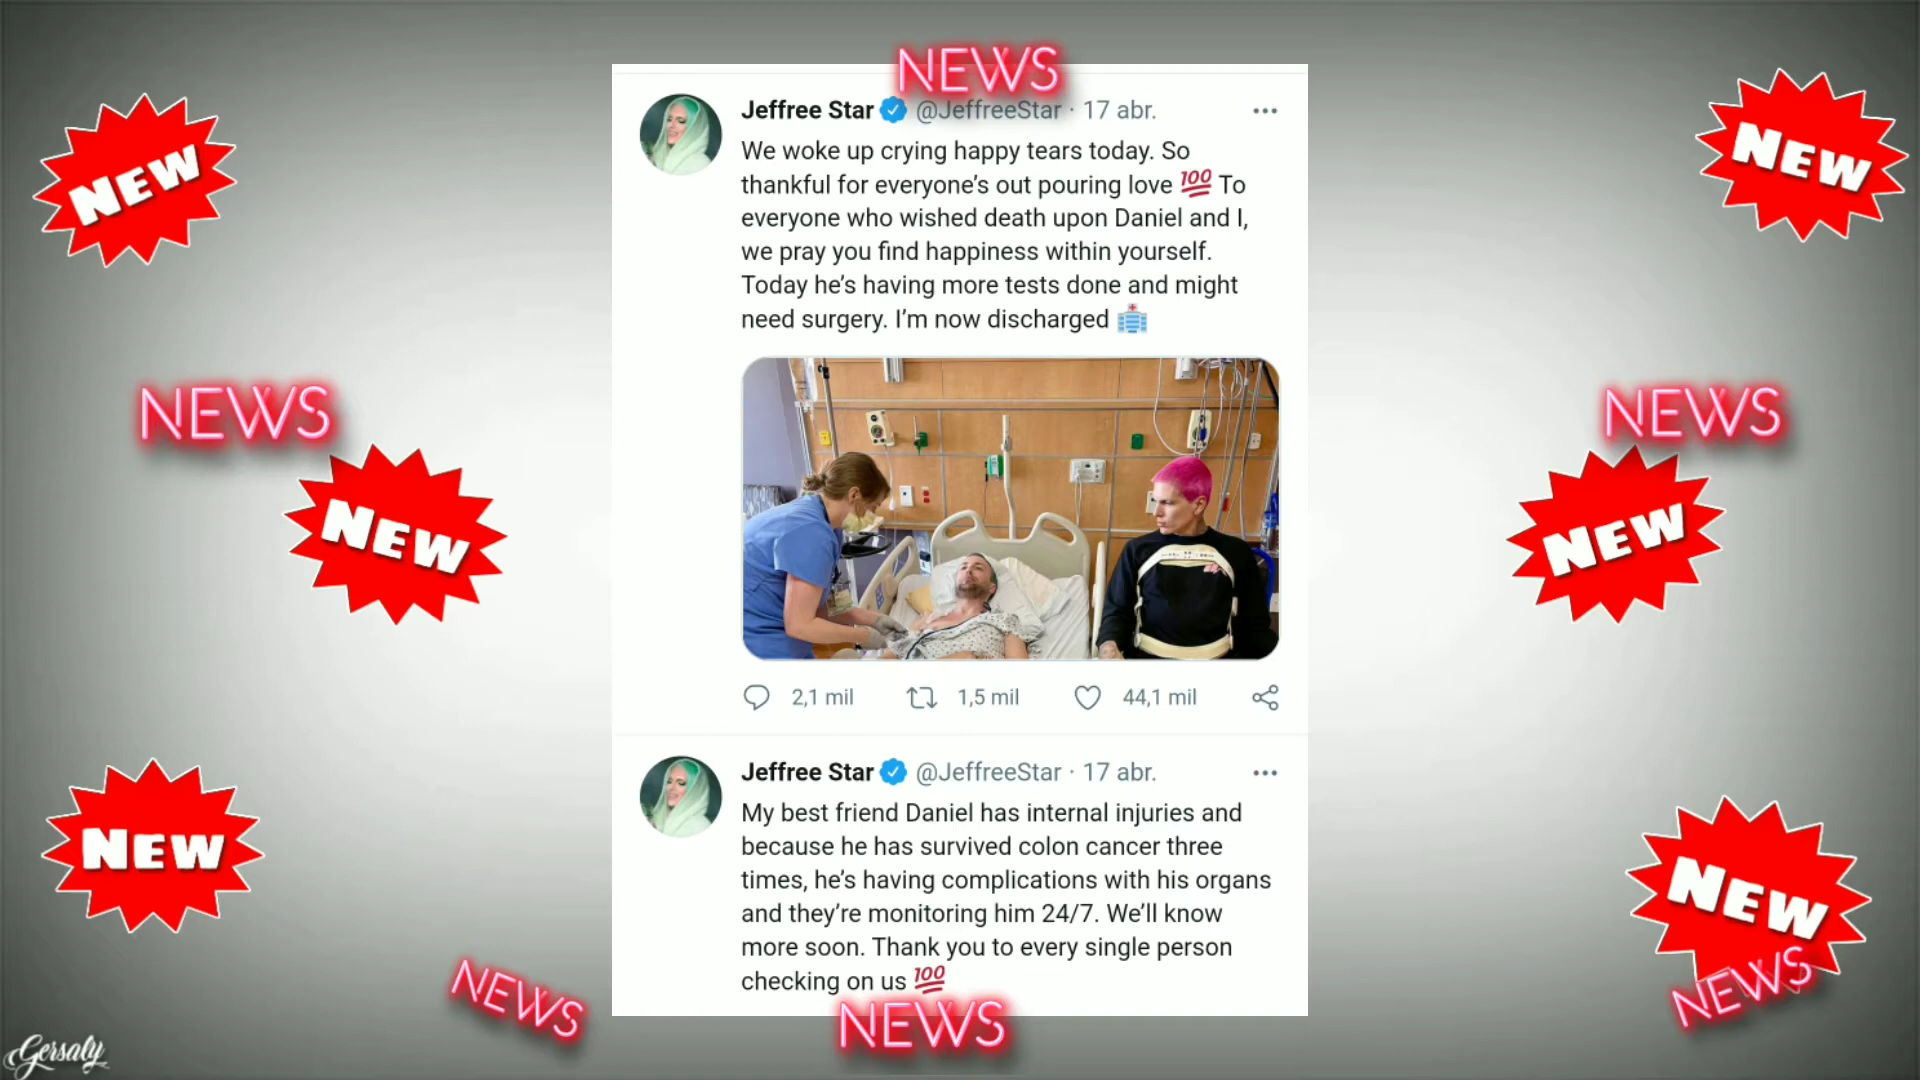 NEWS
New
New
Jeffree Star @JeffreeStar · 17 abr.
We woke up crying happy tears today. So
thankful for everyone's out pouring love 💯 To
everyone who wished death upon Daniel and I,
we pray you find happiness within yourself.
Today he's having more tests done and might
need surgery. I'm now discharged 🏥
NEWS
NEWS
New
New
2,1 mil 1,5 mil 44,1 mil
Jeffree Star @JeffreeStar · 17 abr.
My best friend Daniel has internal injuries and
because he has survived colon cancer three
times, he's having complications with his organs
and they're monitoring him 24/7. We'll know
more soon. Thank you to every single person
checking on us 💯
New
New
NEWS
NEWS
NEWS
Gersaly